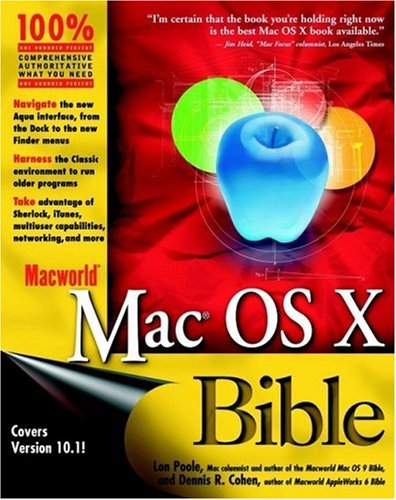 100%
ONE HUNDRED PERCENT
COMPREHENSIVE
AUTHORITATIVE
WHAT YOU NEED
ONE HUNDRED PERCENT
Navigate the new
Aqua interface, from
the Dock to the new
Finder menus
Harness the Classic
environment to run
older programs
Take advantage of
Sherlock, iTunes,
multiuser capabilities,
networking, and more
"I'm certain that the book you're holding right now
is the best Mac OS X book available."
— Jim Heid, "Mac Focus" columnist, Los Angeles Times
Macworld®
Mac® OS X
Bible
Covers
Version 10.1!
Lon Poole, Mac columnist and author of the Macworld Mac OS 9 Bible,
and Dennis R. Cohen, author of Macworld AppleWorks 6 Bible